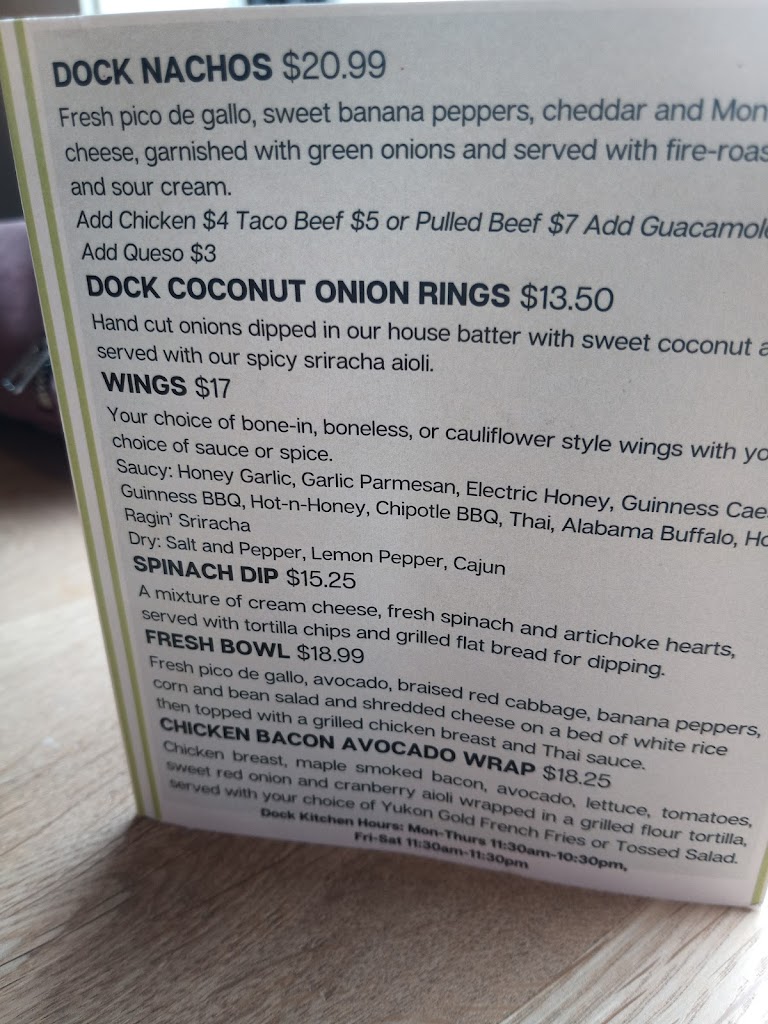 DOCK NACHOS $20.99
Fresh pico de gallo, sweet banana peppers, cheddar and Mon
cheese, garnished with green onions and served with fire-roas
and sour cream.
Add Chicken $4 Taco Beef $5 or Pulled Beef $7 Add Guacamole
Add Queso $3
DOCK COCONUT ONION RINGS $13.50
Hand cut onions dipped in our house batter with sweet coconut a
served with our spicy sriracha aioli.
WINGS $17
Your choice of bone-in, boneless, or cauliflower style wings with yo
choice of sauce or spice.
Saucy: Honey Garlic, Garlic Parmesan, Electric Honey, Guinness Cae
Guinness BBQ, Hot-n-Honey, Chipotle BBQ, Thai, Alabama Buffalo, Ho
Ragin' Sriracha
Dry: Salt and Pepper, Lemon Pepper, Cajun
SPINACH DIP $15.25
A mixture of cream cheese, fresh spinach and artichoke hearts,
served with tortilla chips and grilled flat bread for dipping.
FRESH BOWL $18.99
Fresh pico de gallo, avocado, braised red cabbage, banana peppers,
corn and bean salad and shredded cheese on a bed of white rice
then topped with a grilled chicken breast and Thai sauce.
CHICKEN BACON AVOCADO WRAP $18.25
Chicken breast, maple smoked bacon, avocado, lettuce, tomatoes,
sweet red onion and cranberry aioli wrapped in a grilled flour tortilla,
served with your choice of Yukon Gold French Fries or Tossed Salad.
Dock Kitchen Hours: Mon-Thurs 11:30am-10:30pm,
Fri-Sat 11:30am-11:30pm